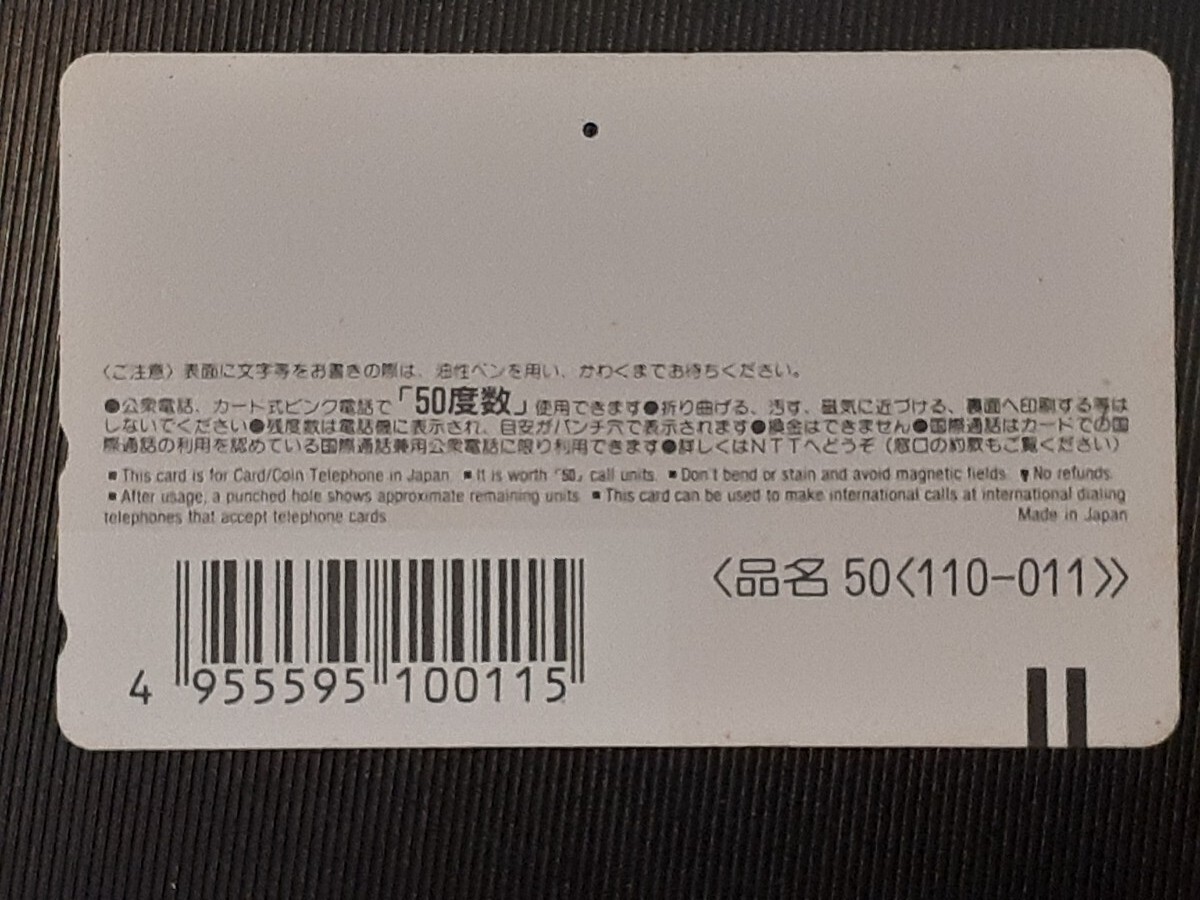 〈ご注意〉表面に文字等をお書きの際は、油性ペンを用い、かわくまでお待ちください。
●公衆電話、カード式ピンク電話で「50度数」使用できます●折り曲げる、汚す、磁気に近づける、裏面へ印刷する等は
しないでください●残度数は電話機に表示され、目安がパンチ穴で表示されます●換金はできません●国際通話はカードでの国
際通話の利用を認めている国際通話兼用公衆電話に限り利用できます●詳しくはNTTへどうぞ(窓口の約款もご覧ください)
■This card is for Card/Coin Telephone in Japan. ■It is worth「50」call units. ■Don't bend or stain and avoid magnetic fields. ■No refunds.
■After usage, a punched hole shows approximate remaining units. ■This card can be used to make international calls at international dialing
telephones that accept telephone cards.
Made in Japan
〈品名 50〈110-011〉〉
4 955595 100115